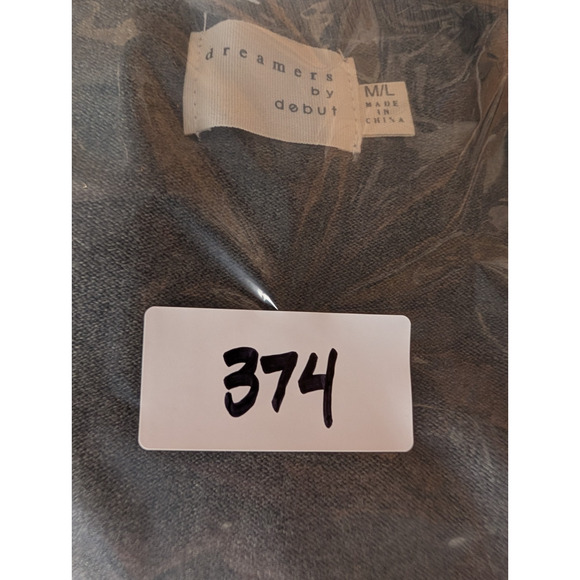 dreamers
by
debut
M/L
MADE
IN
CHINA
374